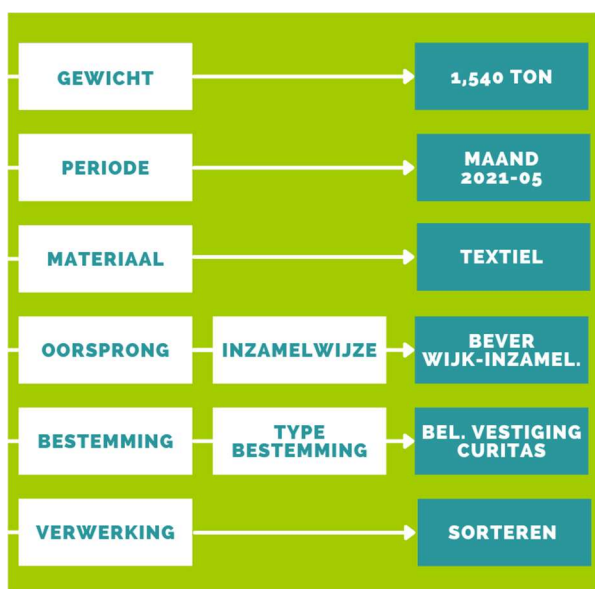 GEWICHT
1,540 TON
PERIODE
MAAND
2021-05
MATERIAAL
TEXTIEL
OORSPRONG
INZAMELWIJZE
BEVER
WIJK-INZAMEL.
BESTEMMING
TYPE
BESTEMMING
BEL. VESTIGING
CURITAS
VERWERKING
SORTEREN